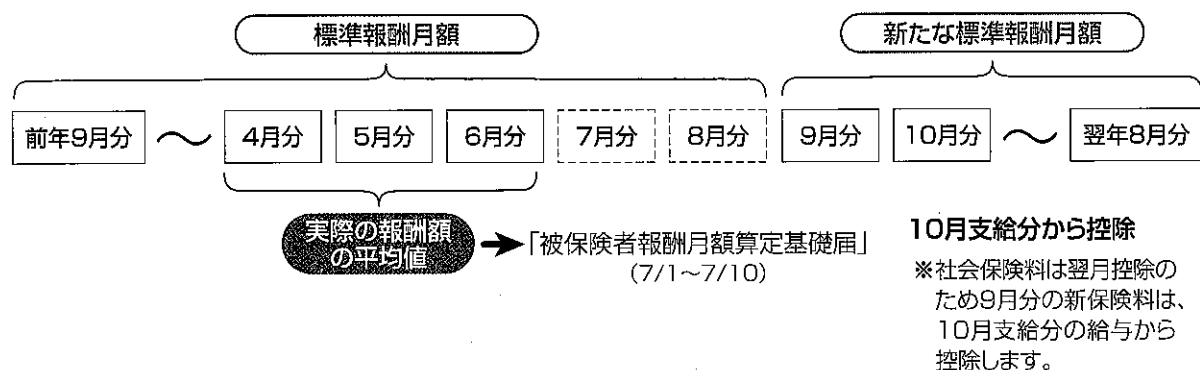 標準報酬月額
新たな標準報酬月額
前年9月分 〜 4月分 5月分 6月分 7月分 8月分 9月分 10月分 〜 翌年8月分
実際の報酬額
の平均値
「被保険者報酬月額算定基礎届」
(7/1〜7/10)
10月支給分から控除
※社会保険料は翌月控除の
ため9月分の新保険料は、
10月支給分の給与から
控除します。